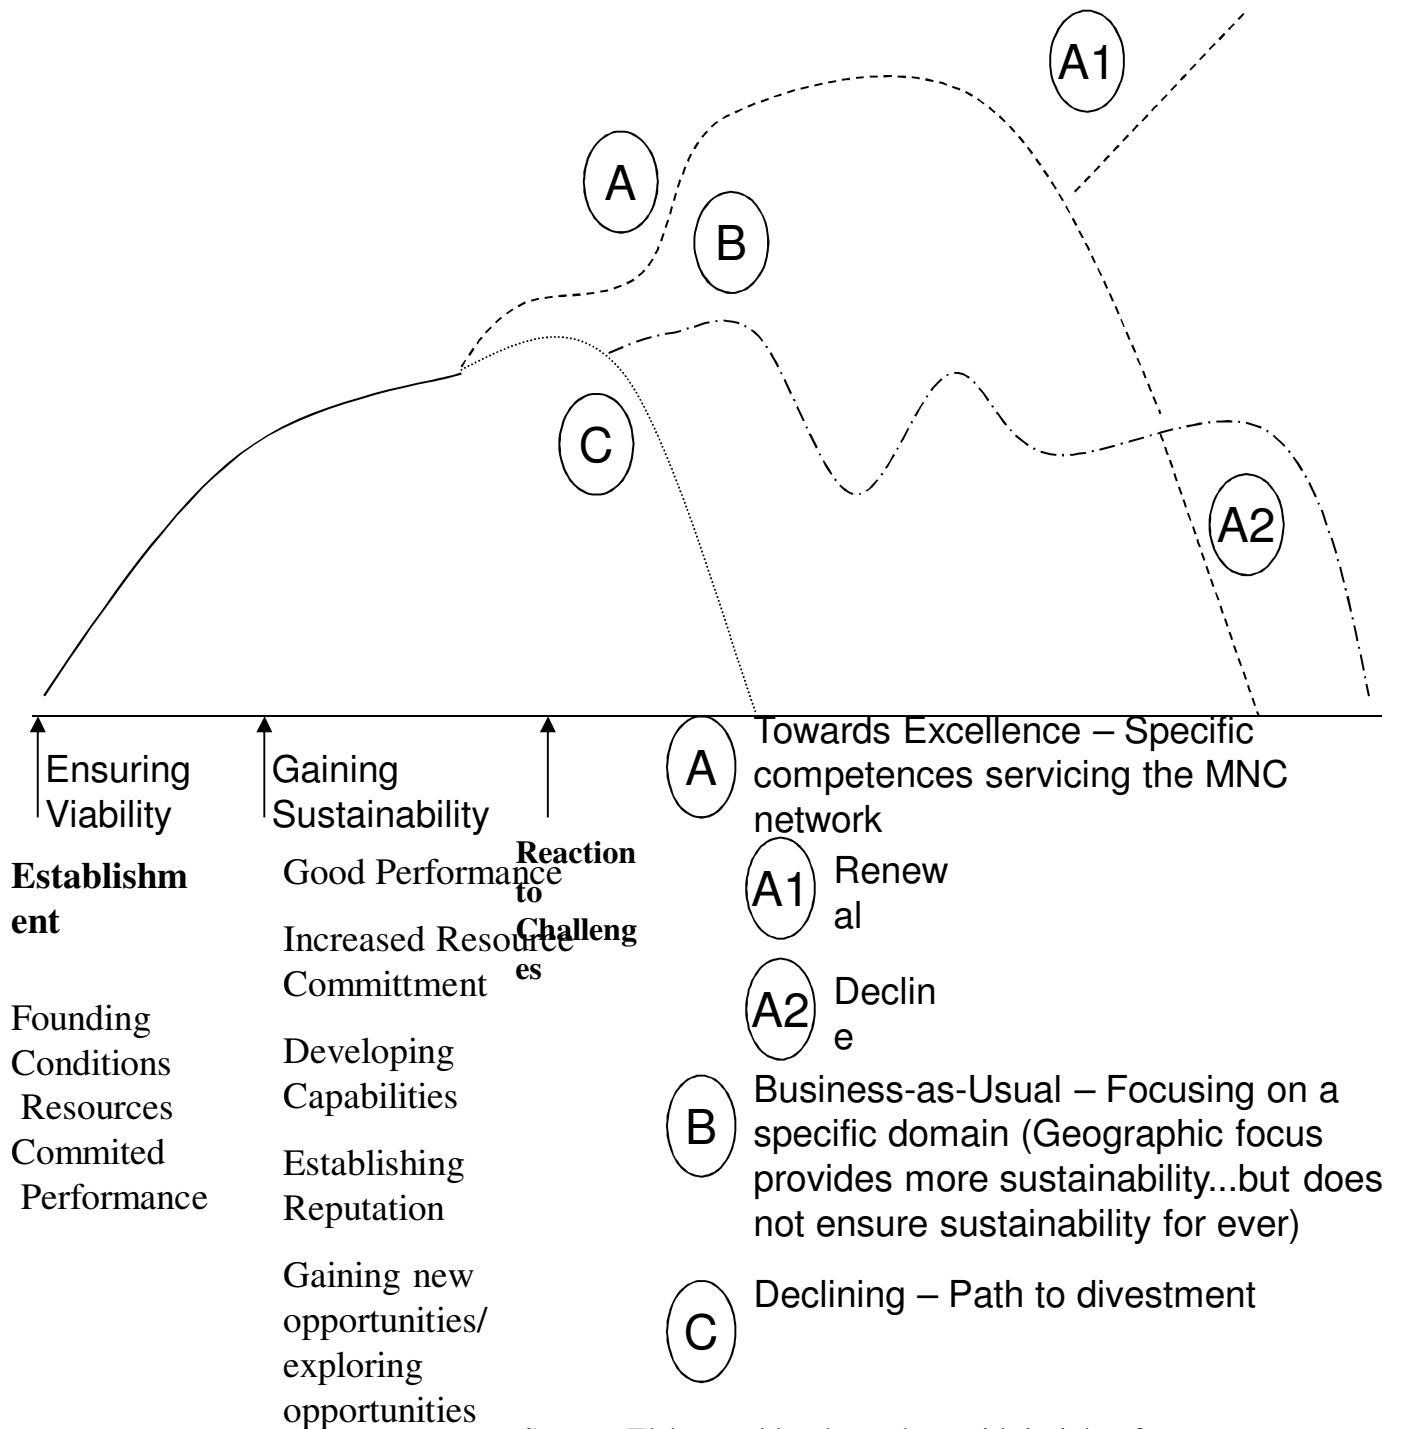 A1
A
B
C
A2
Ensuring
Viability
Establishm
ent
Founding
Conditions
Resources
Commited
Performance
Gaining
Sustainability
Good Performance
Increased Resource
Committment
Developing
Capabilities
Establishing
Reputation
Gaining new
opportunities/
exploring
opportunities
Reaction
to
Challeng
es
A
Towards Excellence – Specific
competences servicing the MNC
network
A1
Renew
al
A2
Declin
e
B
Business-as-Usual – Focusing on a
specific domain (Geographic focus
provides more sustainability...but does
not ensure sustainability for ever)
C
Declining – Path to divestment